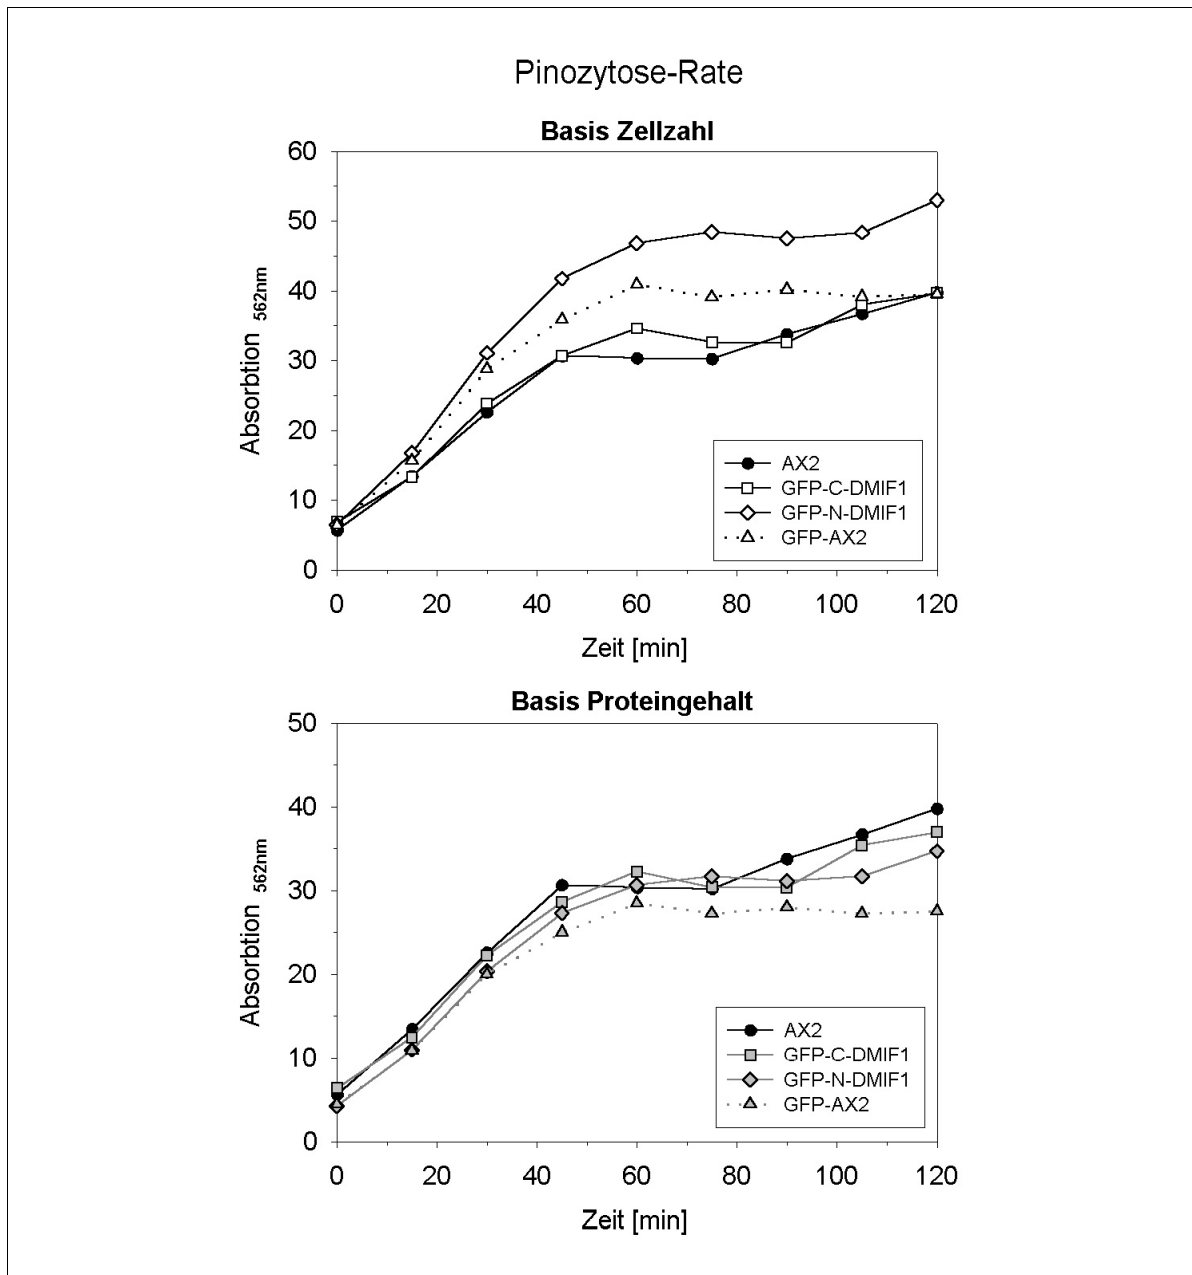 Pinozytose-Rate
Basis Zellzahl
60
50
40
30
20
10
0
Absorbtion 562nm
AX2
GFP-C-DMIF1
GFP-N-DMIF1
GFP-AX2
0 20 40 60 80 100 120
Zeit [min]
Basis Proteingehalt
50
40
30
20
10
0
Absorbtion 562nm
AX2
GFP-C-DMIF1
GFP-N-DMIF1
GFP-AX2
0 20 40 60 80 100 120
Zeit [min]